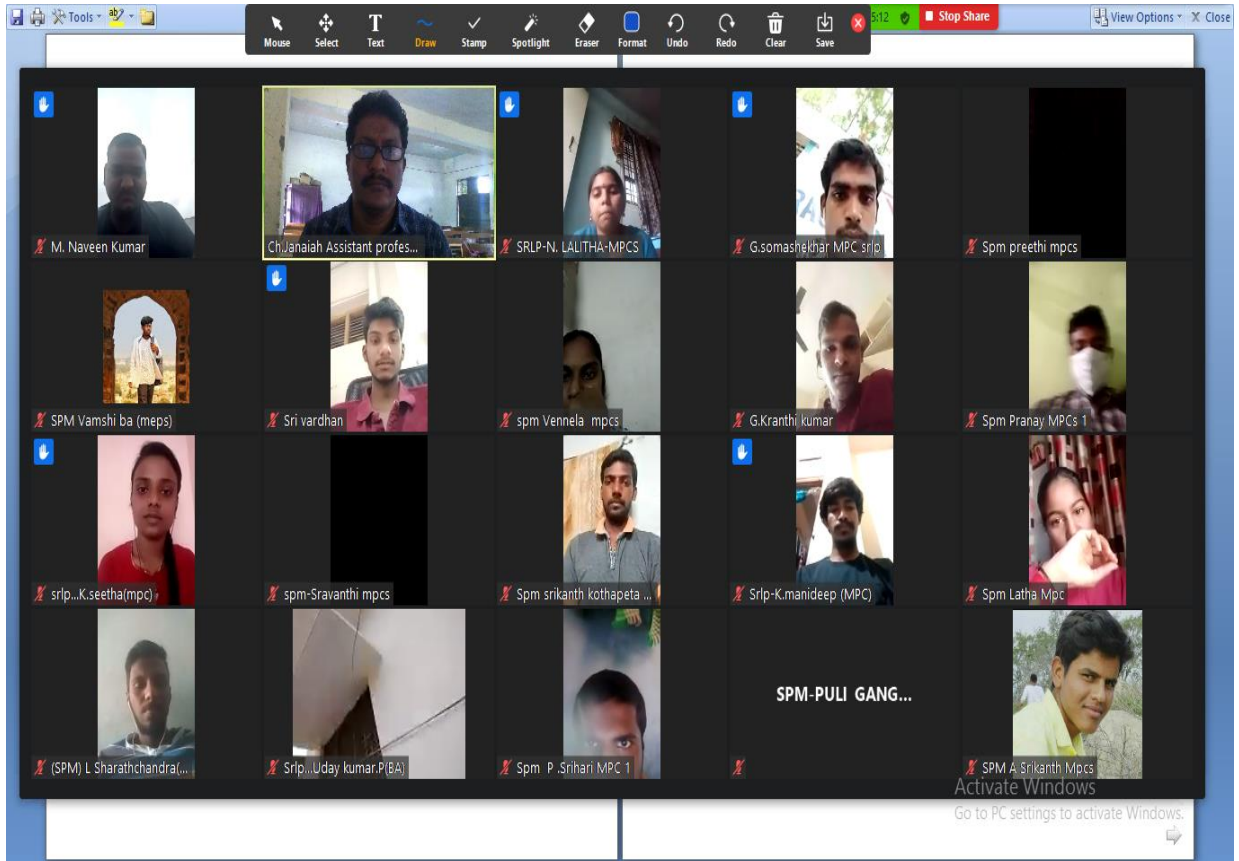 Tools
Mouse
Select
Text
Draw
Stamp
Spotlight
Eraser
Format
Undo
Redo
Clear
Save
5:12
Stop Share
View Options
Close
M. Naveen Kumar
Ch.Janaiah Assistant profes...
SRLP-N. LALITHA-MPCS
G.somashekhar MPC srlp
Spm preethi mpcs
SPM Vamshi ba (meps)
Sri vardhan
spm Vennela mpcs
G.Kranthi kumar
Spm Pranay MPCs 1
srlp...K.seetha(mpc)
spm-Sravanthi mpcs
Spm srikanth kothapeta ...
Srlp-K.manideep (MPC)
Spm Latha Mpc
SPM-PULI GANG...
(SPM) L Sharathchandra(...
Srlp...Uday kumar.P(BA)
Spm P .Srihari MPC 1
SPM A Srikanth Mpcs
Activate Windows
Go to PC settings to activate Windows.